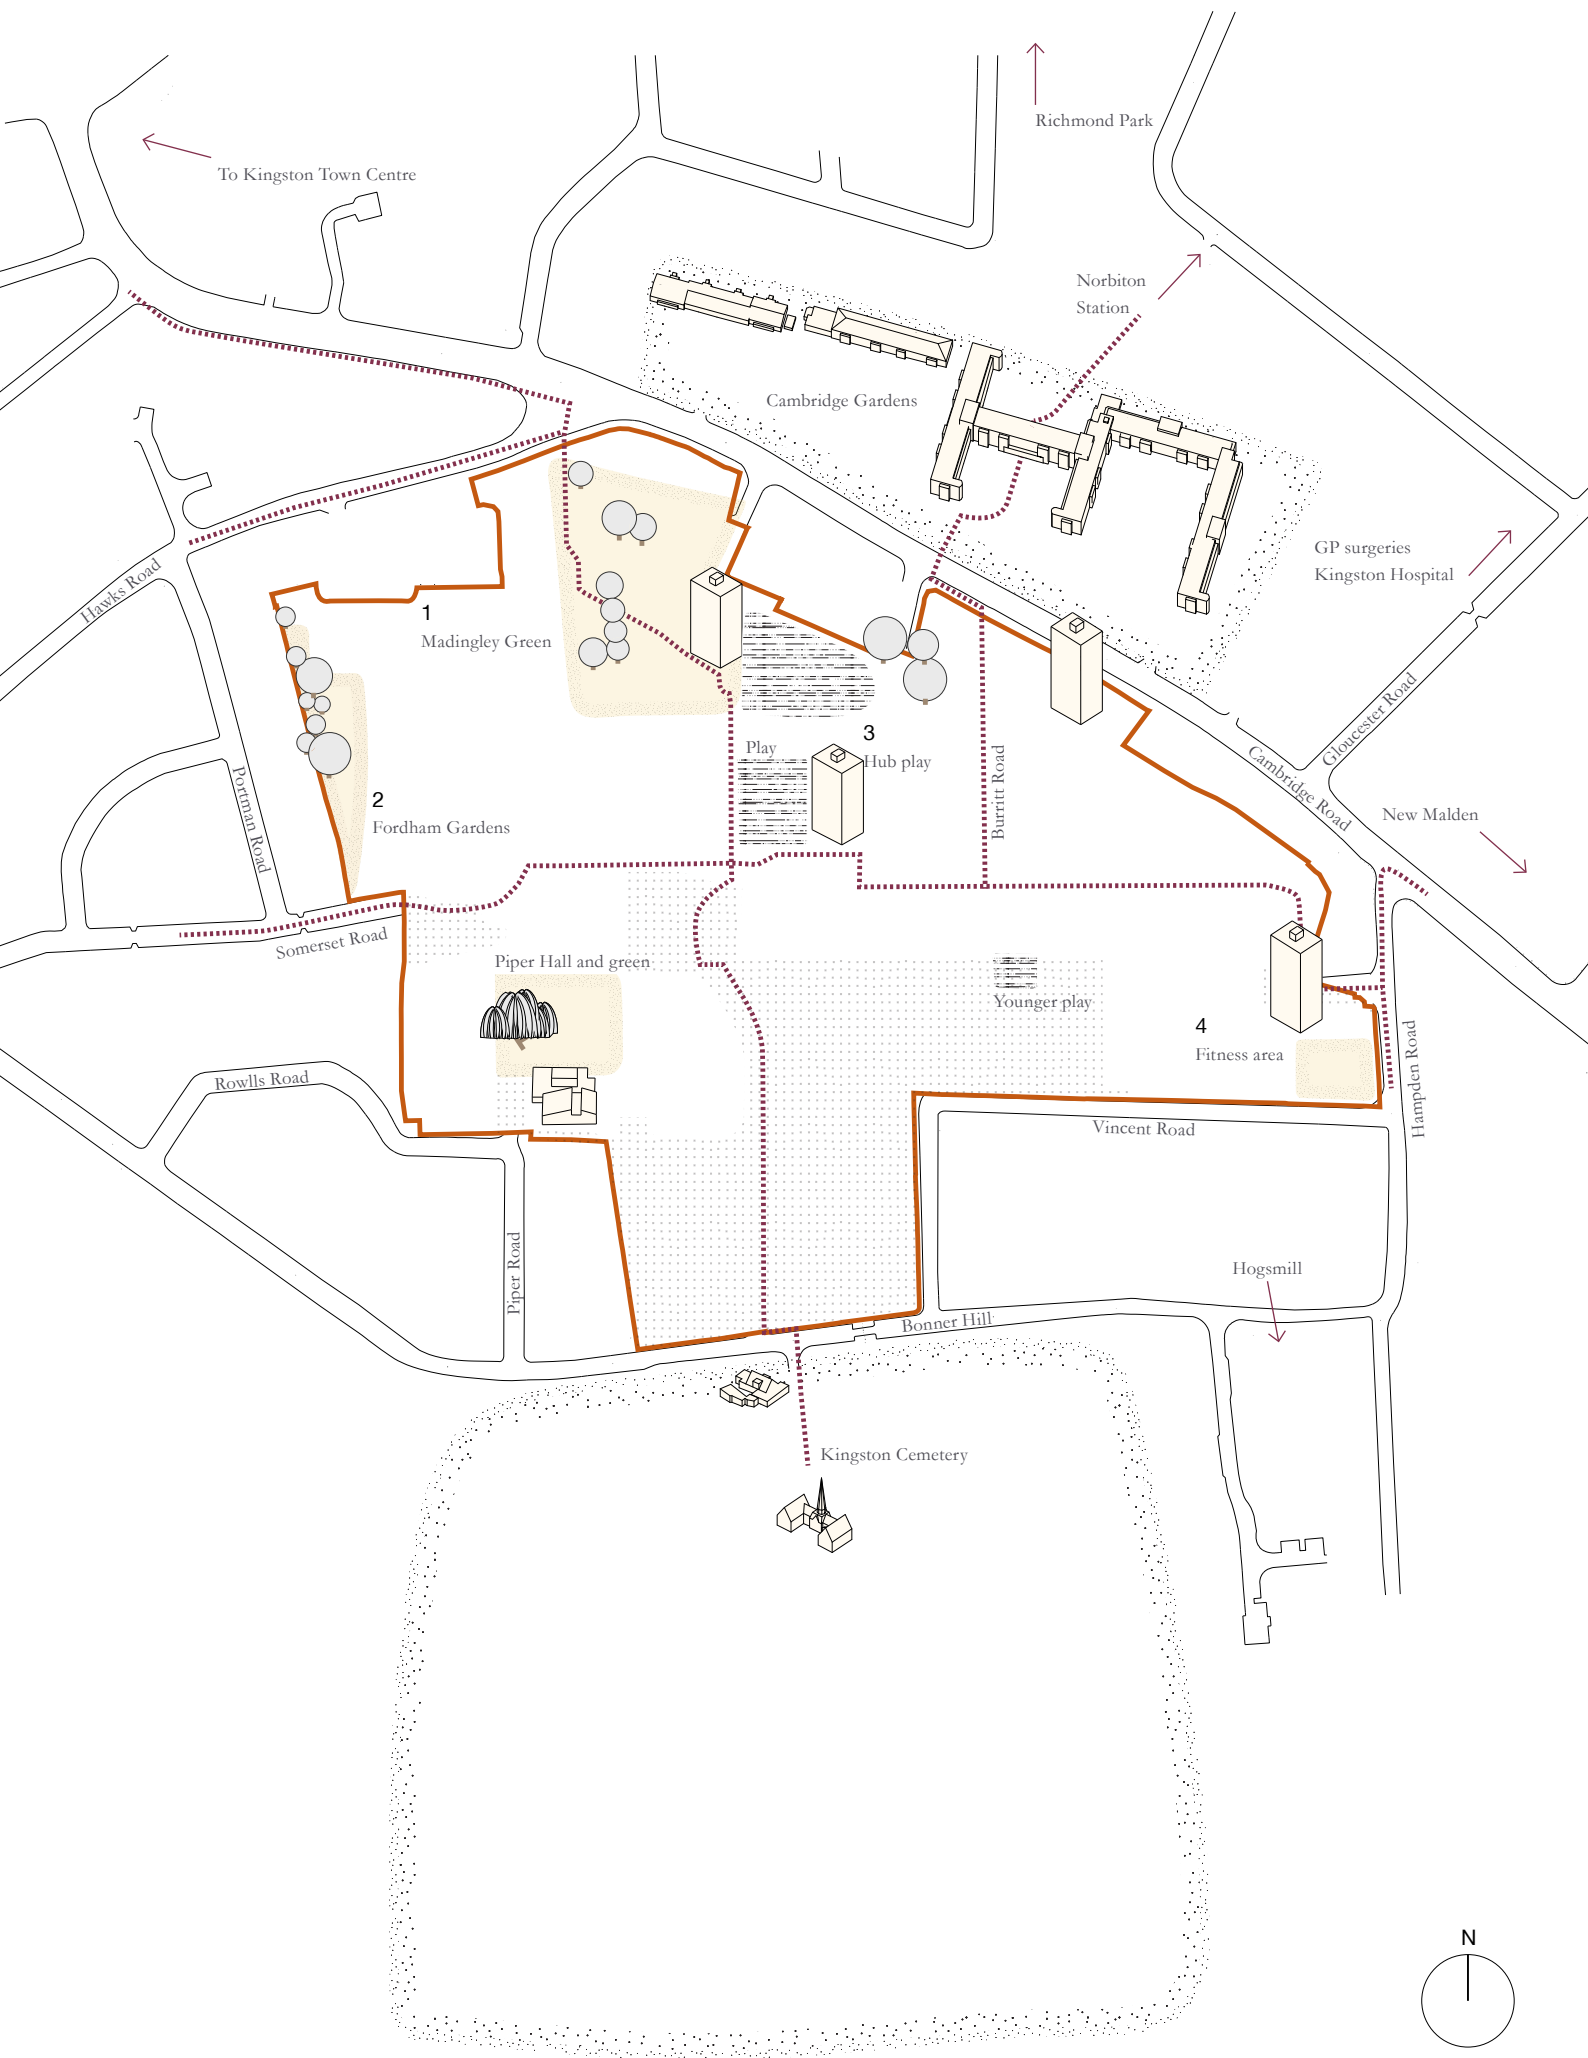 Richmond Park
To Kingston Town Centre
Norbiton
Station
Cambridge Gardens
GP surgeries
Kingston Hospital
Hawks Road
1
Madingley Green
Gloucester Road
3
Hub play
Play
Burritt Road
Cambridge Road
Portman Road
2
Fordham Gardens
New Malden
Somerset Road
Piper Hall and green
Younger play
4
Fitness area
Hampden Road
Rowlls Road
Vincent Road
Piper Road
Hogsmill
Bonner Hill
Kingston Cemetery
N